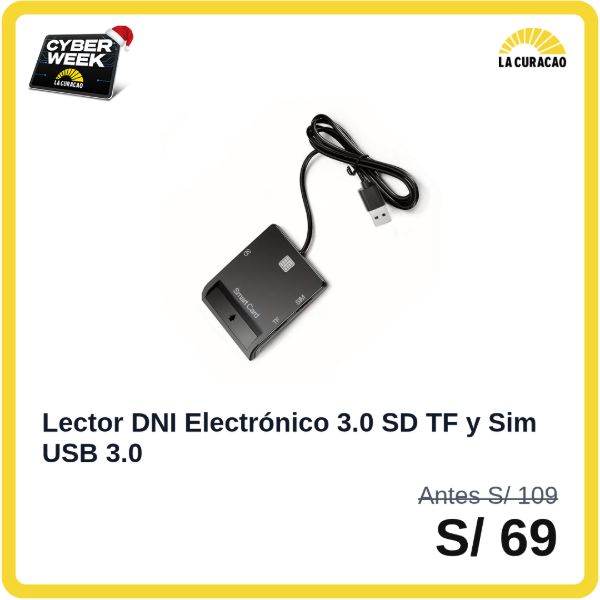 CYBER
WEEK
LA CURACAO
LA CURACAO
Smart Card
SIM
TF
Lector DNI Electrónico 3.0 SD TF y Sim
USB 3.0
Antes S/ 109
S/ 69